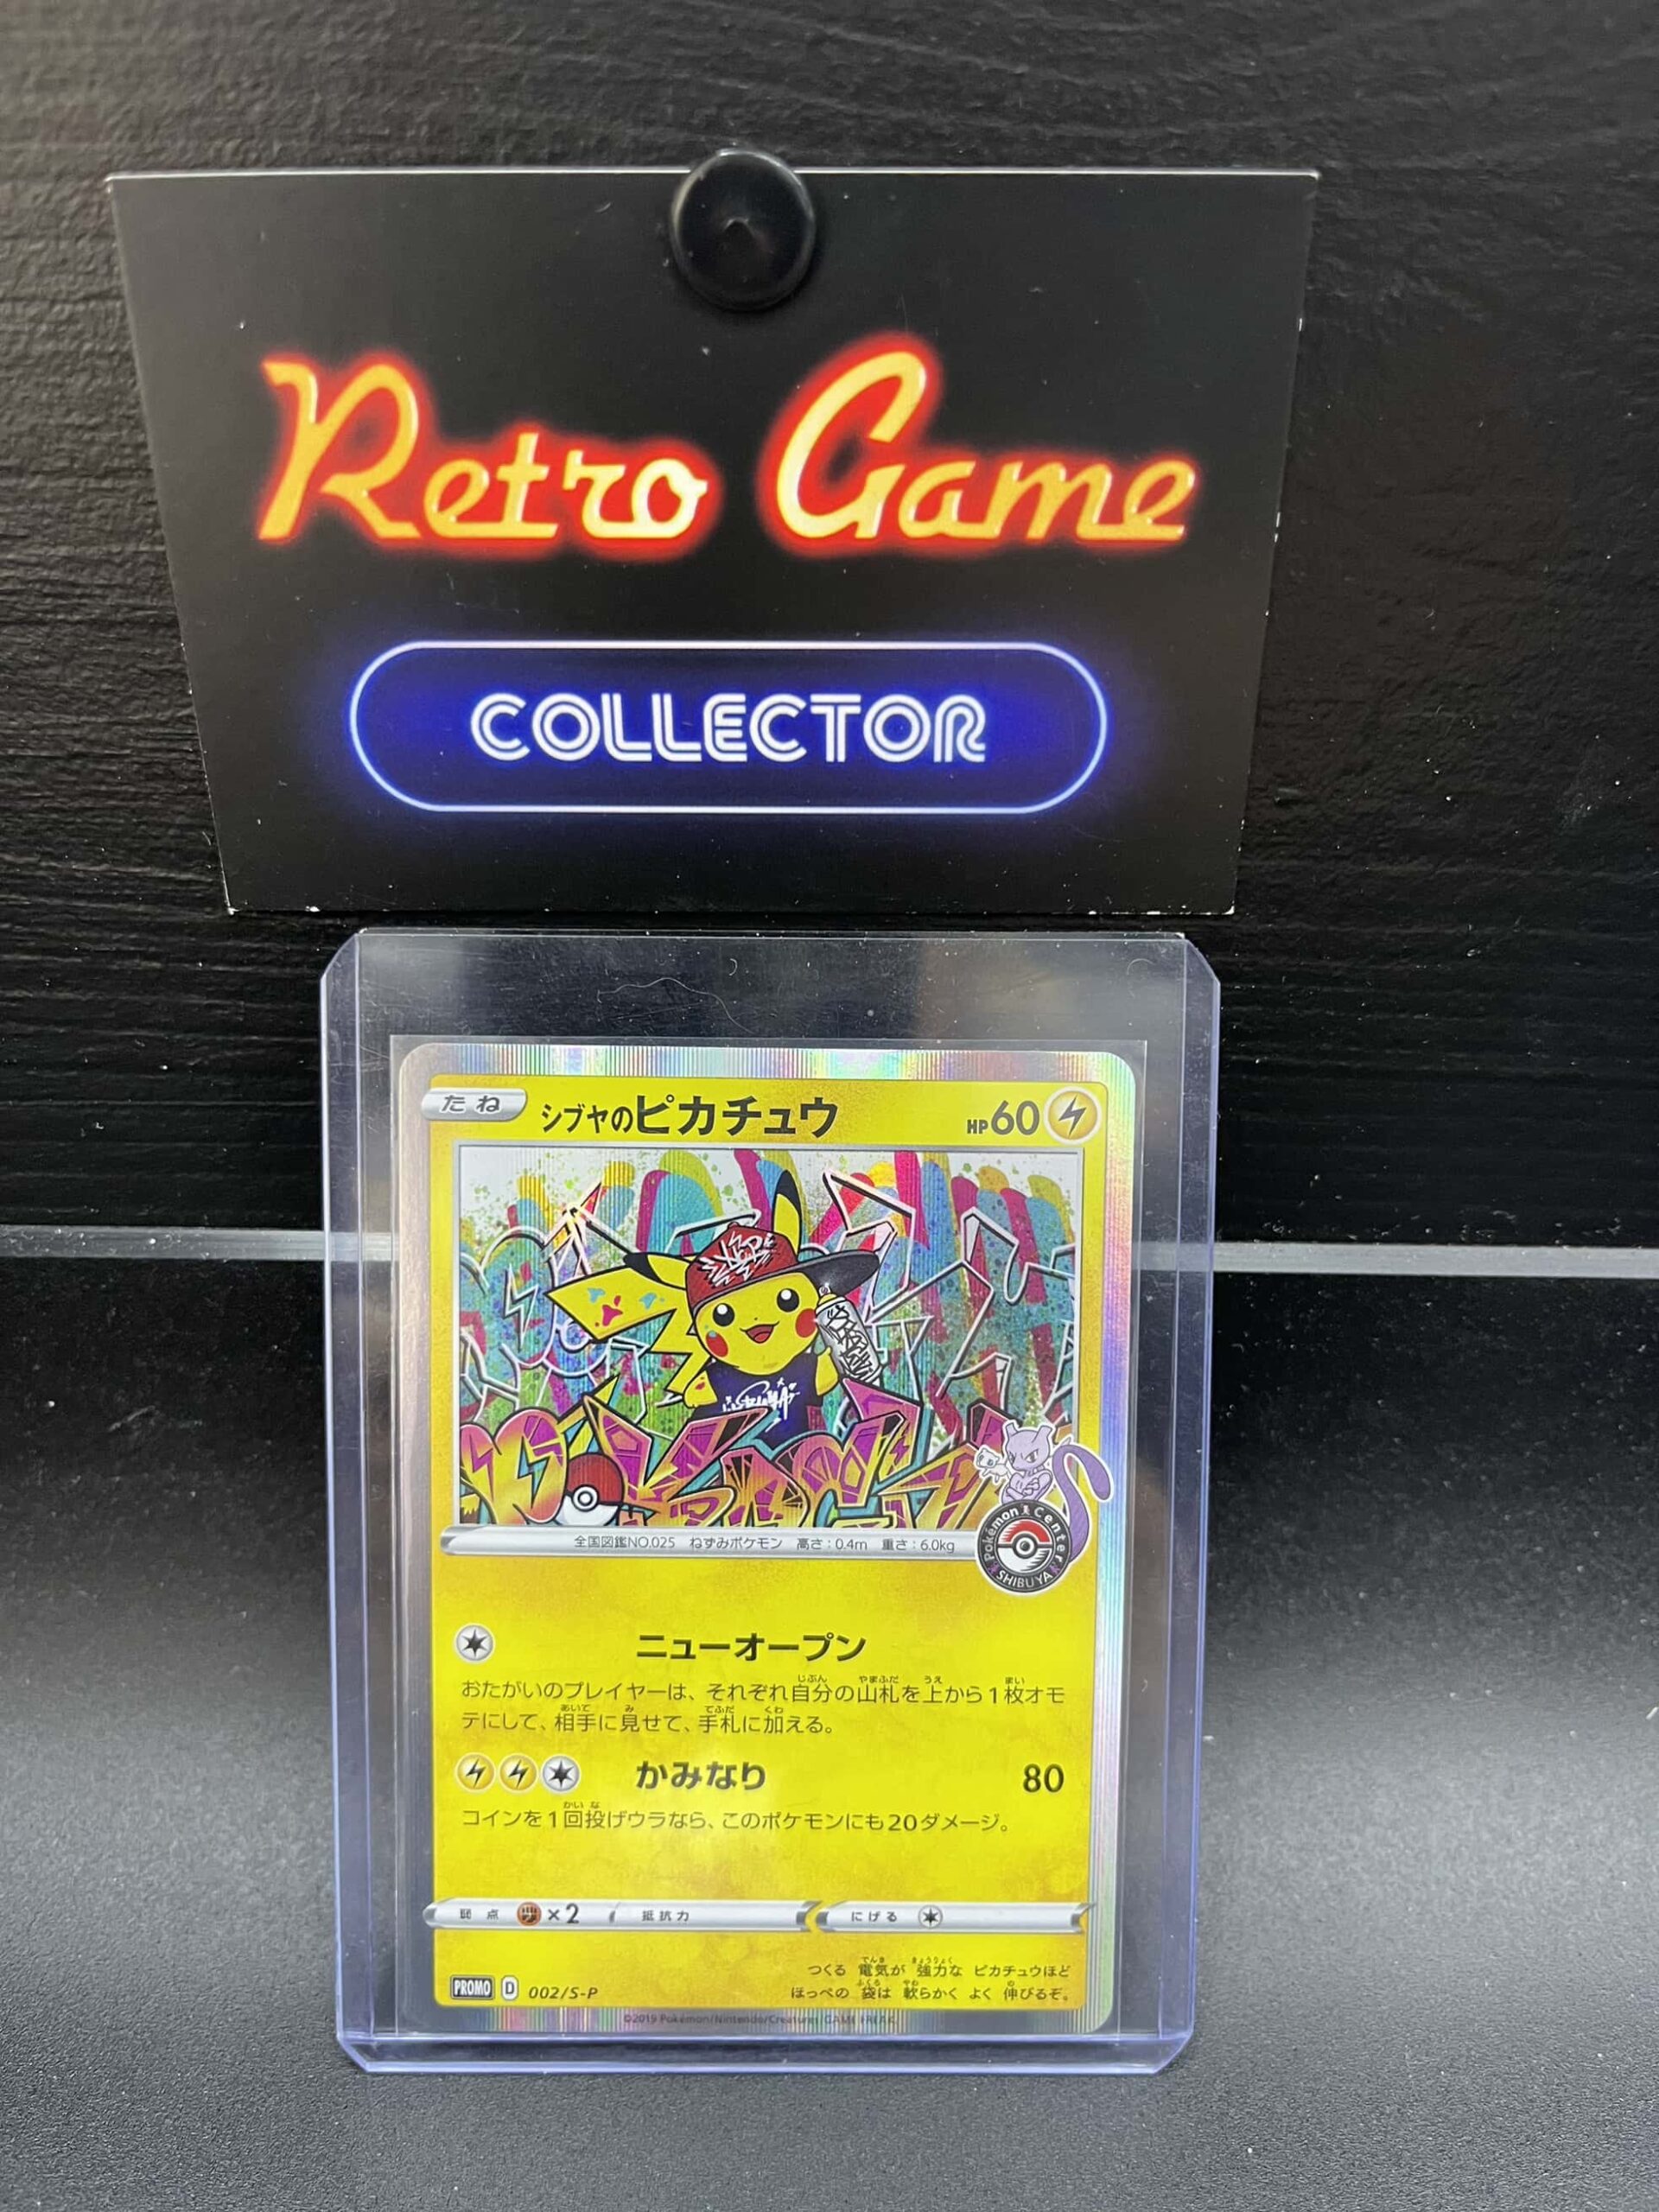 Retro Game
COLLECTOR
たね シブヤのピカチュウ HP60
全国図鑑NO.025 ねずみポケモン 高さ:0.4m 重さ:6.0kg
Pokémon Center
SHIBUYA
ニューオープン
おたがいのプレイヤーは、それぞれ自分の山札を上から1枚オモ
テにして、相手に見せて、手札に加える。
かみなり 80
コインを1回投げウラなら、このポケモンにも20ダメージ。
弱点 ×2 抵抗力 にげる
つくる 電気が 強力な ピカチュウほど
ほっぺの 袋は 軟らかく よく 伸びるぞ。
PROMO D 002/S-P
©2019 Pokémon/Nintendo/Creatures/GAME FREAK